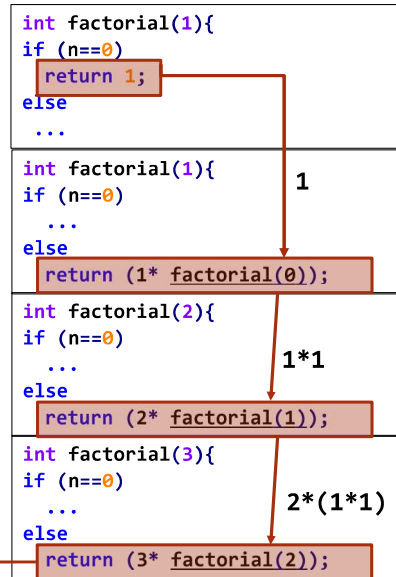 int factorial(1){
if (n==0)
return 1;
else
...
int factorial(1){
if (n==0)
...
else
return (1* factorial(0));
1
int factorial(2){
if (n==0)
...
else
return (2* factorial(1));
1*1
int factorial(3){
if (n==0)
...
else
return (3* factorial(2));
2*(1*1)